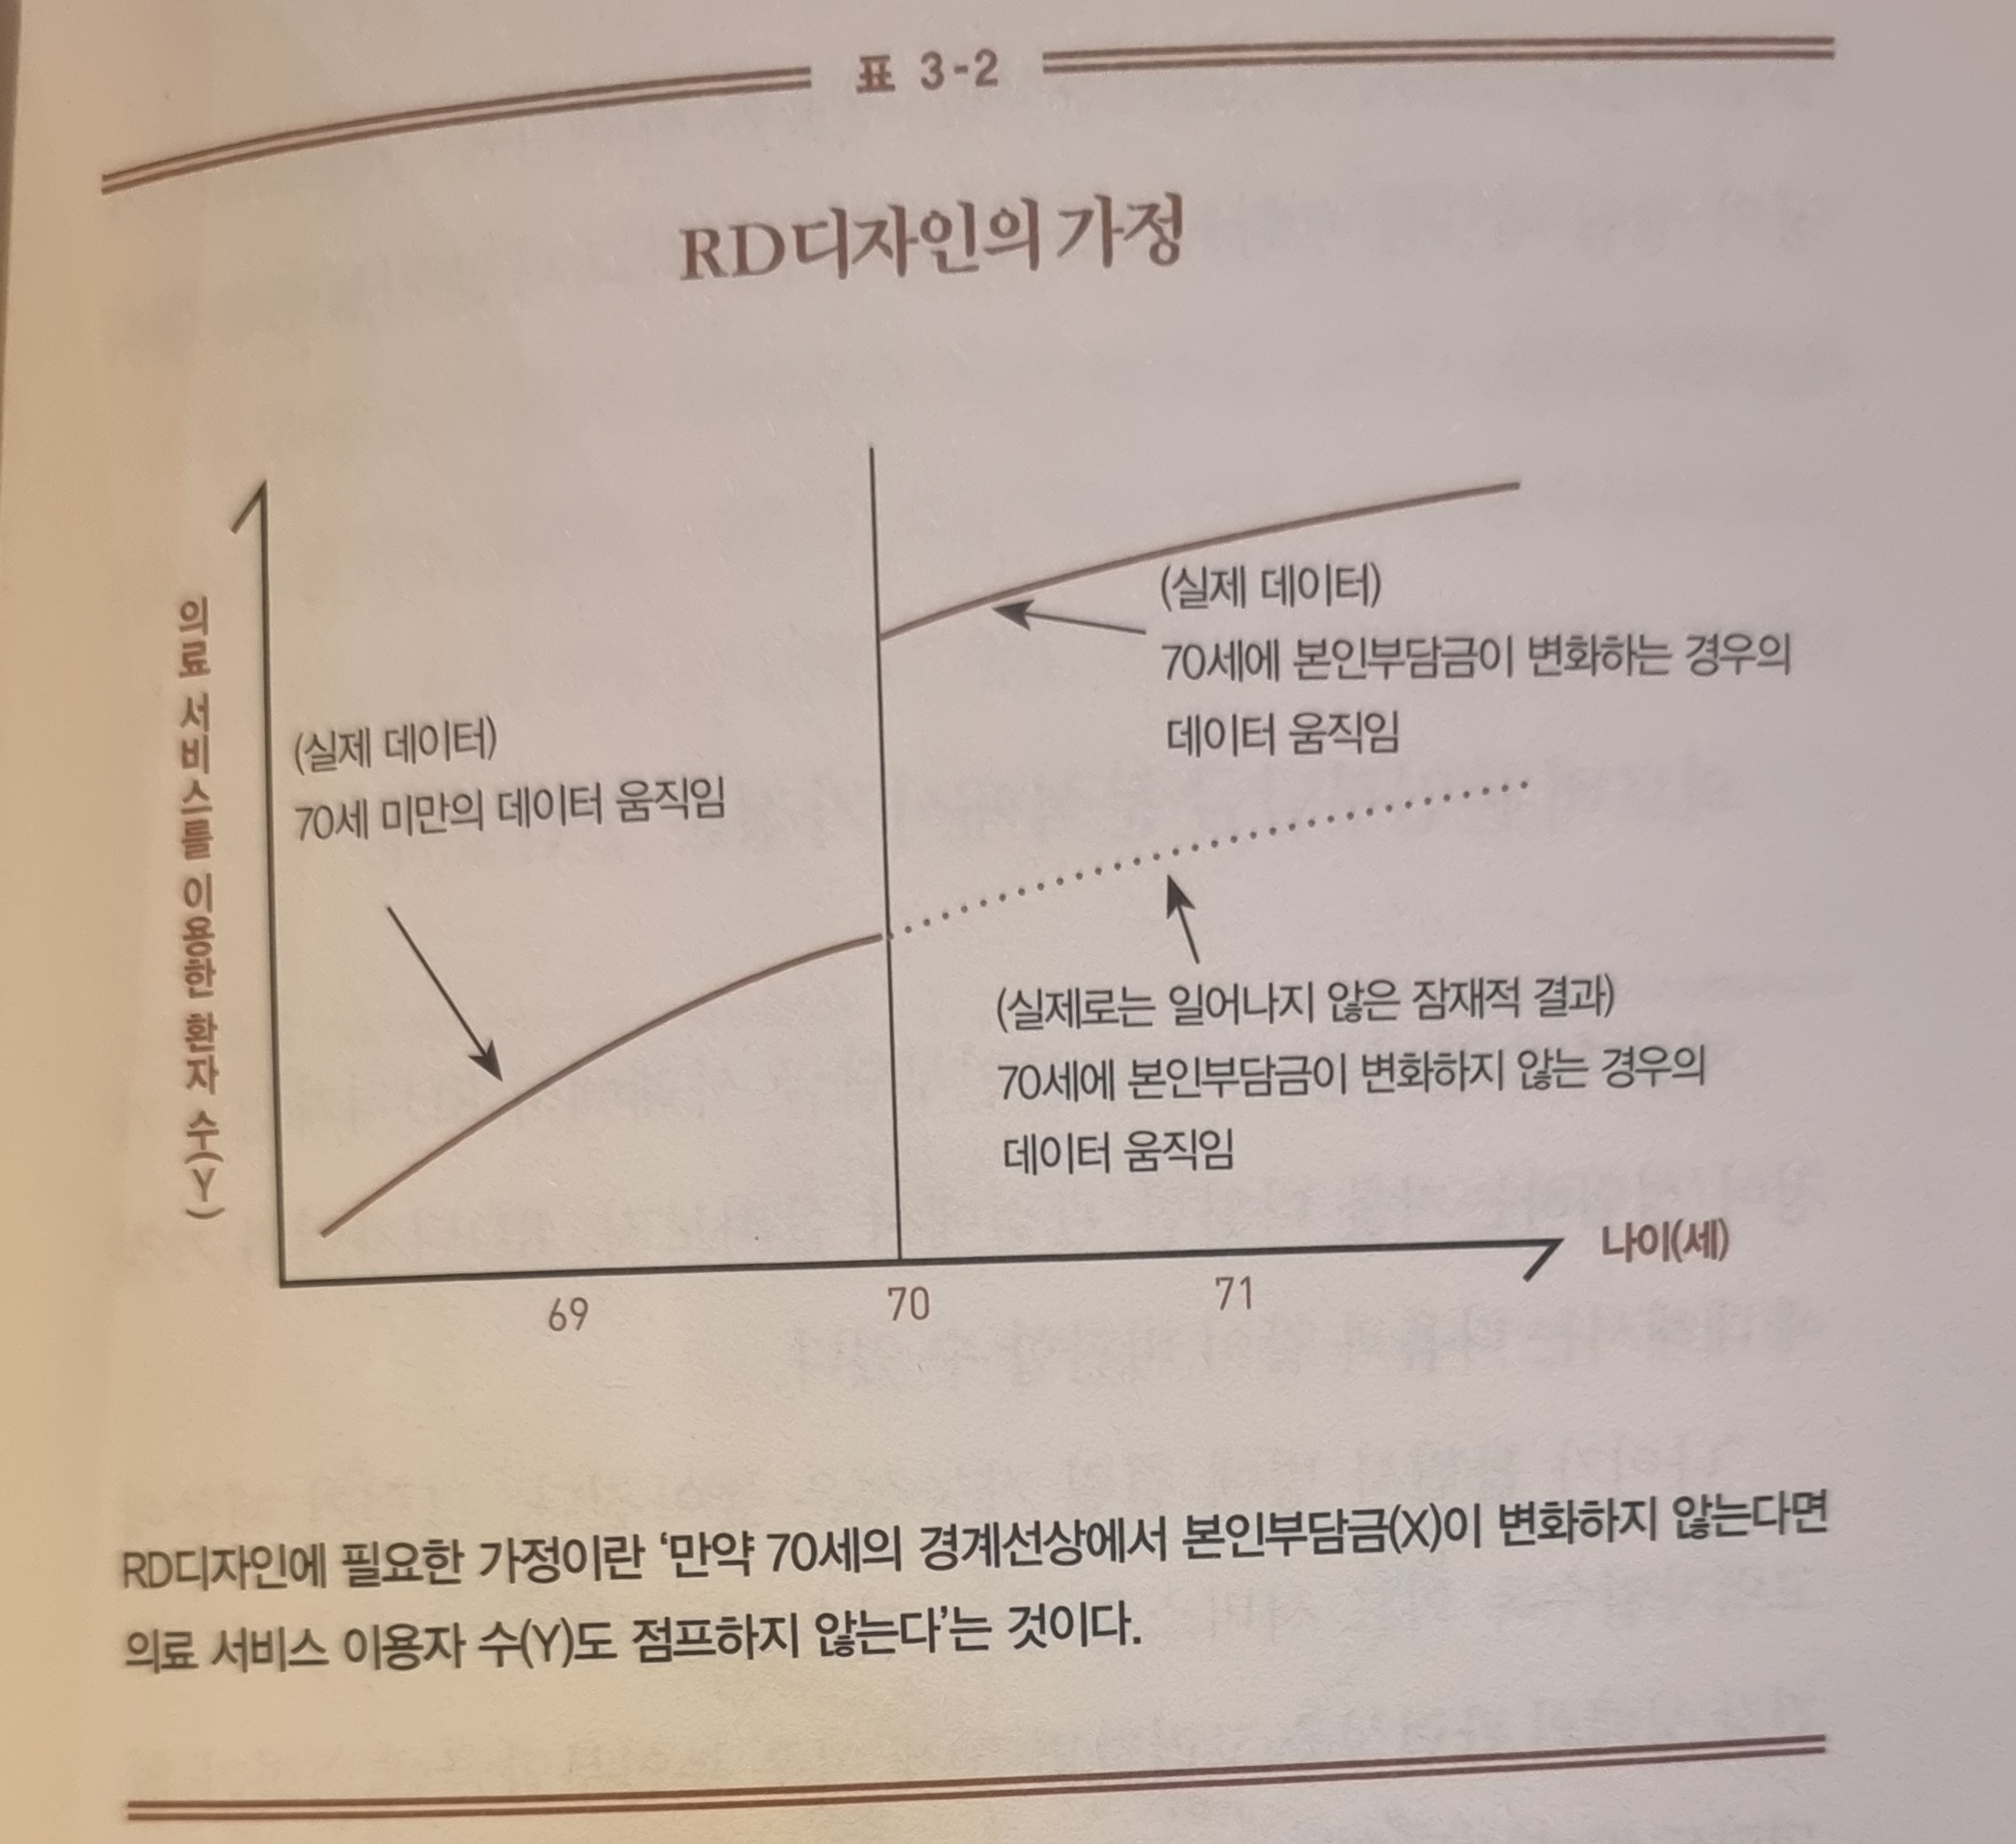 표 3-2
RD디자인의 가정
의료 서비스를 이용한 환자 수(Y)
(실제 데이터)
70세 미만의 데이터 움직임
(실제 데이터)
70세에 본인부담금이 변화하는 경우의
데이터 움직임
(실제로는 일어나지 않은 잠재적 결과)
70세에 본인부담금이 변화하지 않는 경우의
데이터 움직임
나이(세)
69
70
71
RD디자인에 필요한 가정이란 ‘만약 70세의 경계선상에서 본인부담금(X)이 변화하지 않는다면
의료 서비스 이용자 수(Y)도 점프하지 않는다’는 것이다.